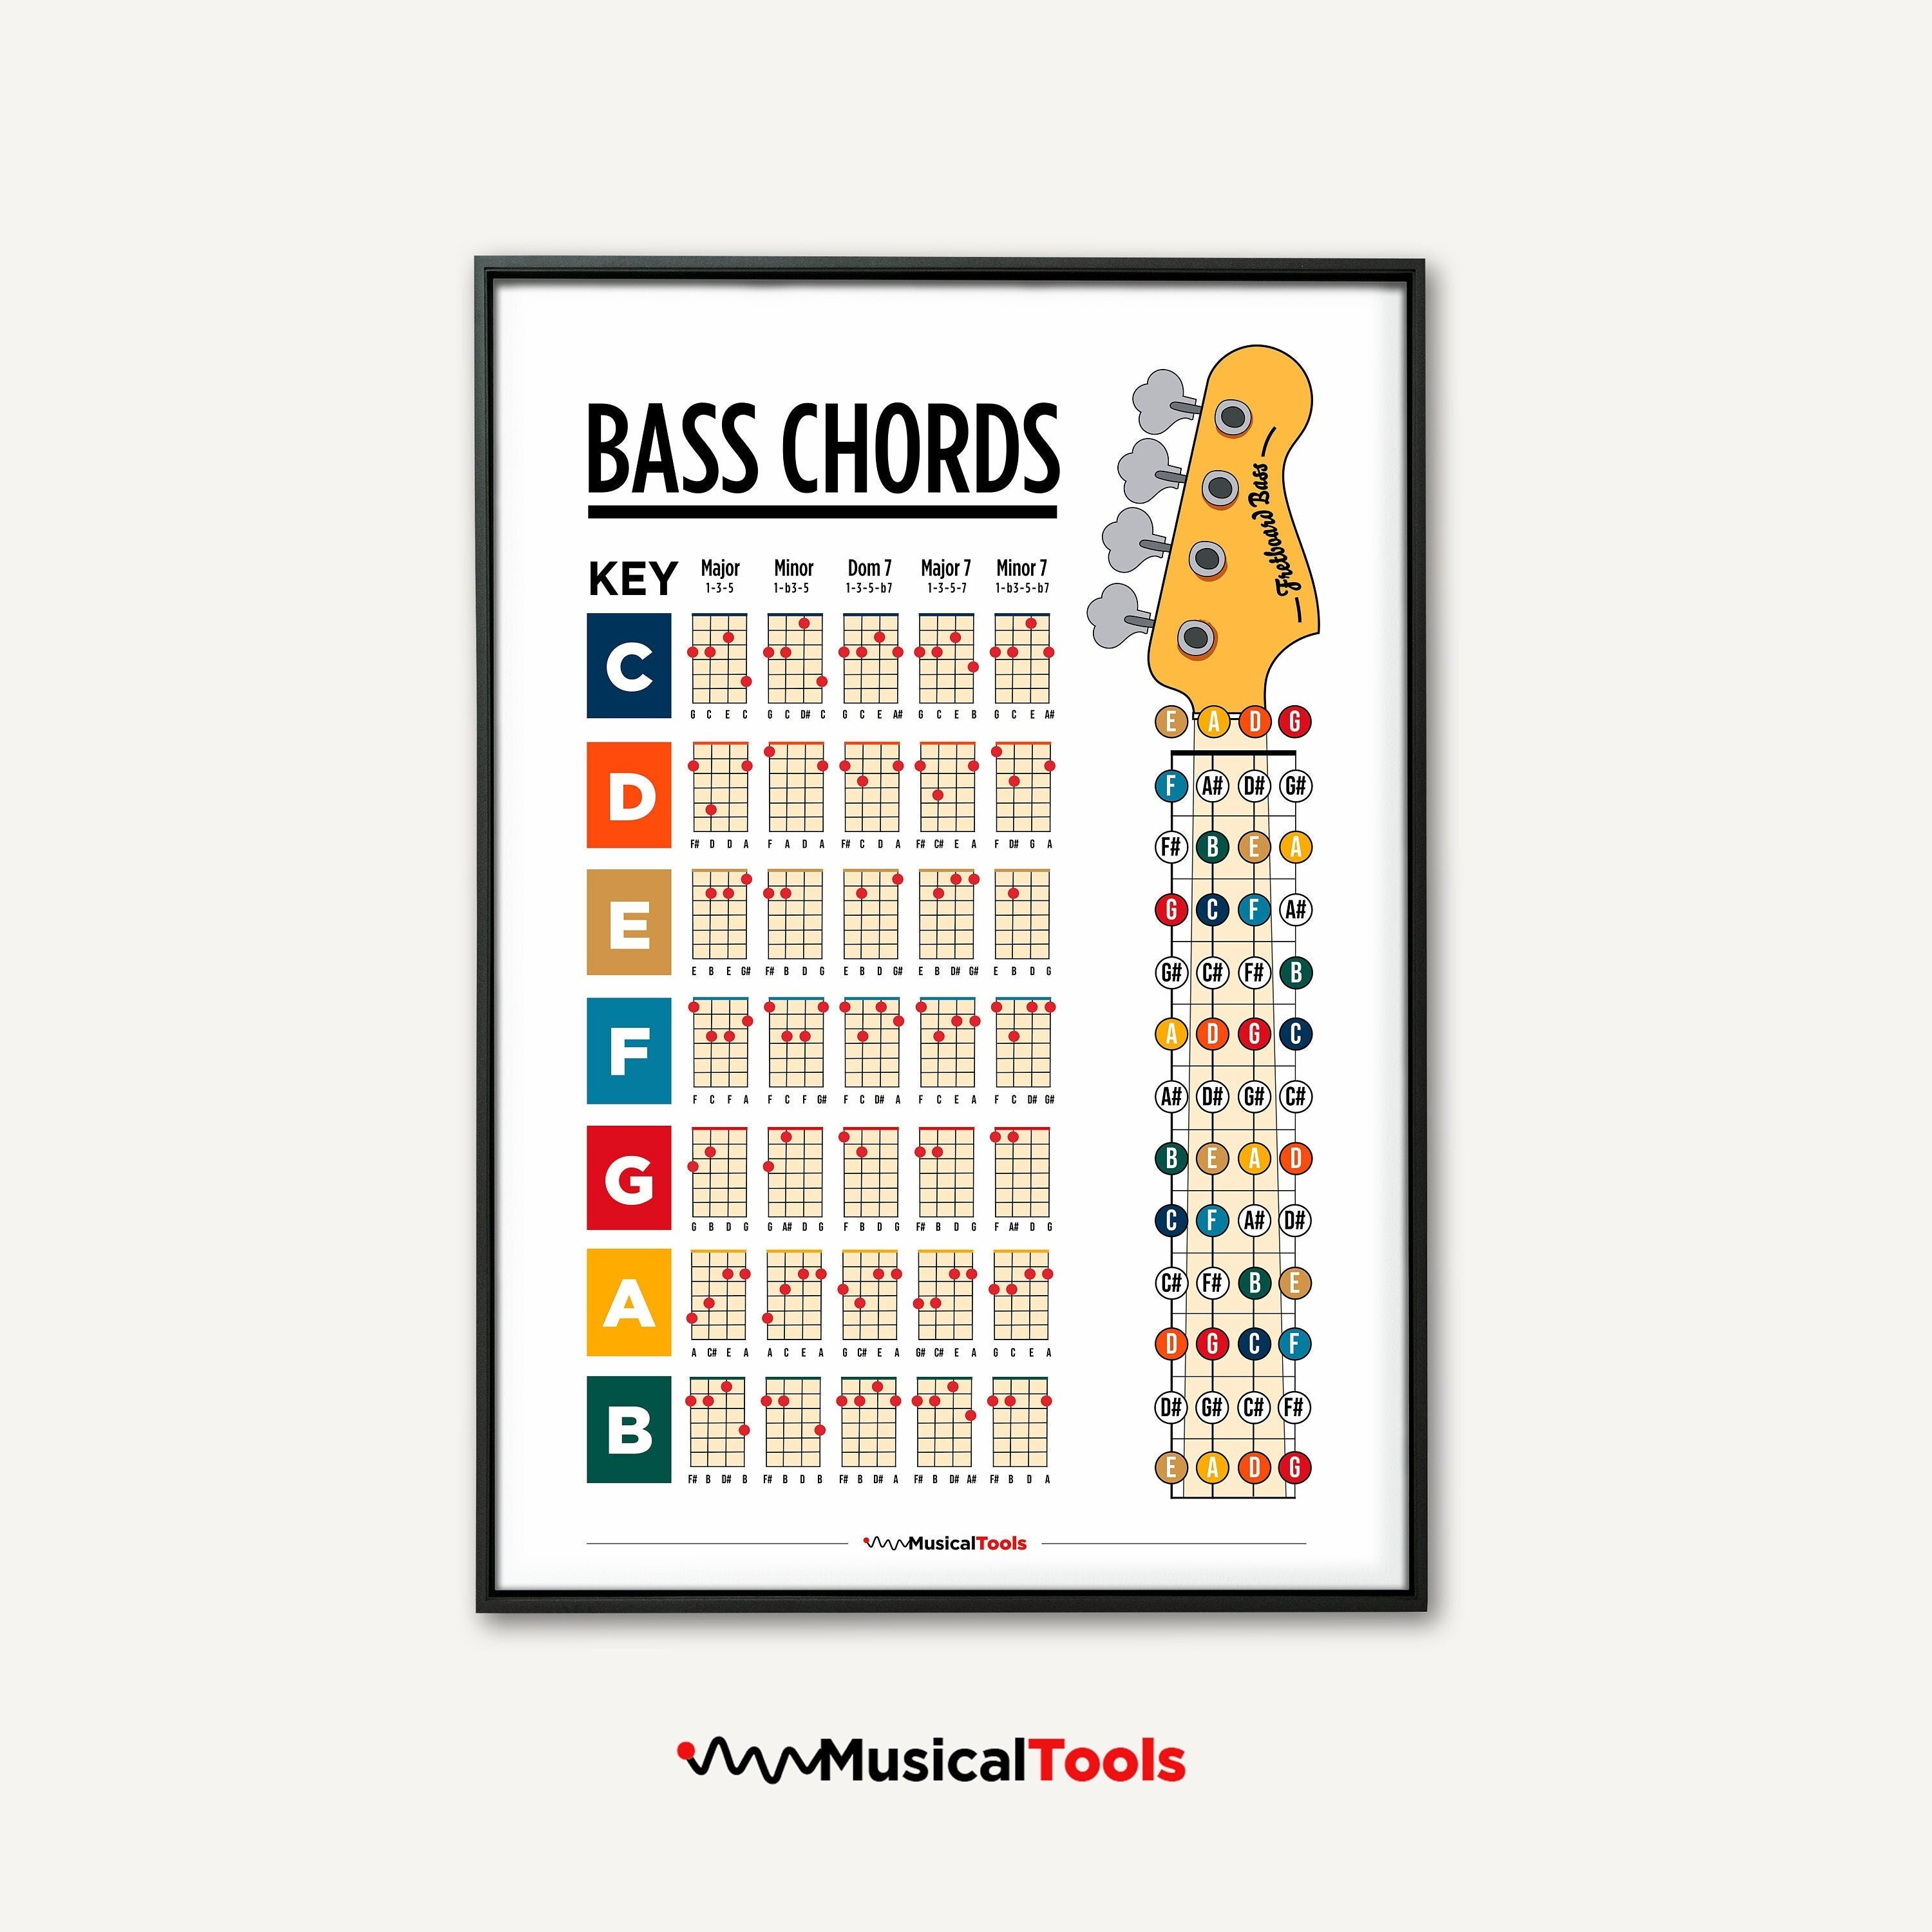 BASS CHORDS
Fretboard Bass
KEY
Major Minor Dom 7 Major 7 Minor 7
1-3-5 1-b3-5 1-3-5-b7 1-3-5-7 1-b3-5-b7
C
G C E C G C D# C G C E A# G C E B G C E A#
D
F# D D A F A D A F# C D A F# C# E A F D# G A
E
E B E G# F# B D G E B D G# E B D# G# E B D G
F
F C F A F C F G# F C D# A F C E A F C D# G#
G
G B D G G A# D G F B D G F# B D G F A# D G
A
A C# E A A C E A G C# E A G# C# E A G C E A
B
F# B D# B F# B D B F# B D# A F# B D# A# F# B D A
E A D G
F A# D# G#
F# B E A
G C F A#
G# C# F# B
A D G C
A# D# G# C#
B E A D
C F A# D#
C# F# B E
D G C F
D# G# C# F#
E A D G
MusicalTools
MusicalTools